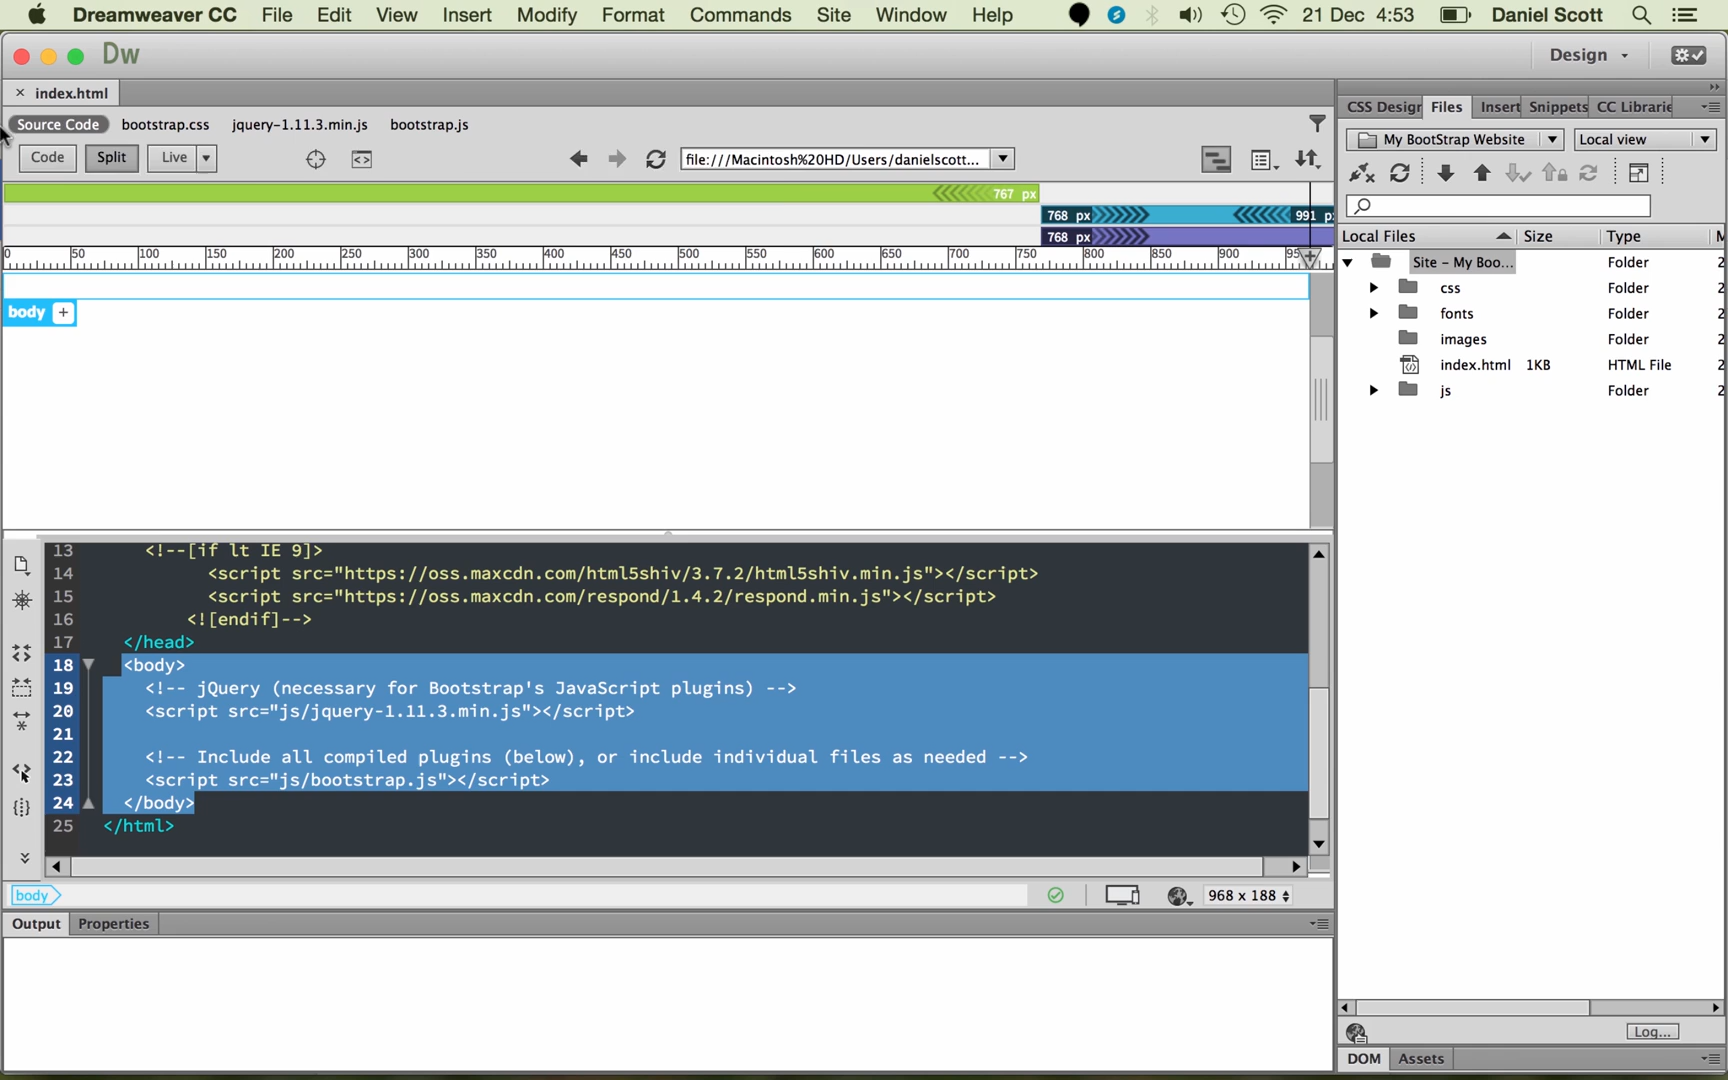 Dreamweaver CC File Edit View Insert Modify Format Commands Site Window Help 21 Dec 4:53 Daniel Scott
Dw Design
× index.html
CSS Design Files Insert Snippets CC Librarie
Source Code bootstrap.css jquery-1.11.3.min.js bootstrap.js
My BootStrap Website Local view
Code Split Live file:///Macintosh%20HD/Users/danielscott...
767 px
768 px 991 px
768 px
Local Files Size Type M
0 50 100 150 200 250 300 350 400 450 500 550 600 650 700 750 800 850 900 95
Site – My Boo... Folder 2
css Folder 2
body +
fonts Folder 2
images Folder 2
index.html 1KB HTML File 2
js Folder 2
13 <!--[if lt IE 9]>
14 <script src="https://oss.maxcdn.com/html5shiv/3.7.2/html5shiv.min.js"></script>
15 <script src="https://oss.maxcdn.com/respond/1.4.2/respond.min.js"></script>
16 <![endif]-->
17 </head>
18 <body>
19 <!-- jQuery (necessary for Bootstrap's JavaScript plugins) -->
20 <script src="js/jquery-1.11.3.min.js"></script>
21
22 <!-- Include all compiled plugins (below), or include individual files as needed -->
23 <script src="js/bootstrap.js"></script>
24 </body>
25 </html>
body 968 x 188
Output Properties
Log...
DOM Assets